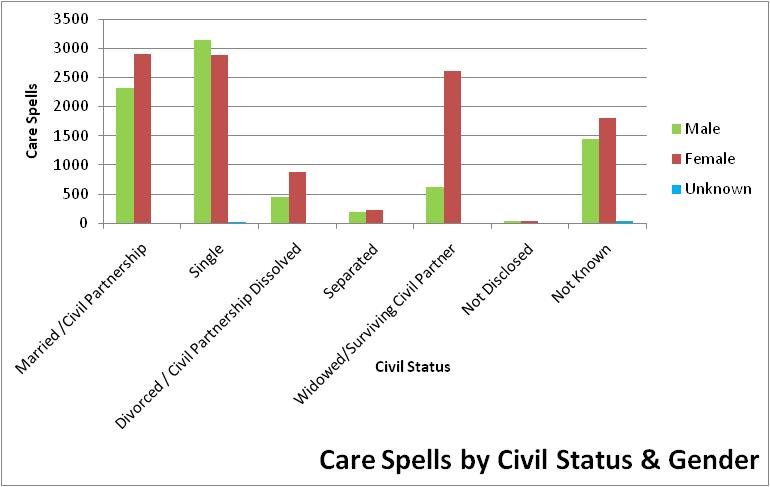 3500
3000
2500
2000
1500
1000
500
0
Care Spells
Male
Female
Unknown
Married /Civil Partnership
Single
Divorced / Civil Partnership Dissolved
Separated
Widowed/Surviving Civil Partner
Not Disclosed
Not Known
Civil Status
Care Spells by Civil Status & Gender